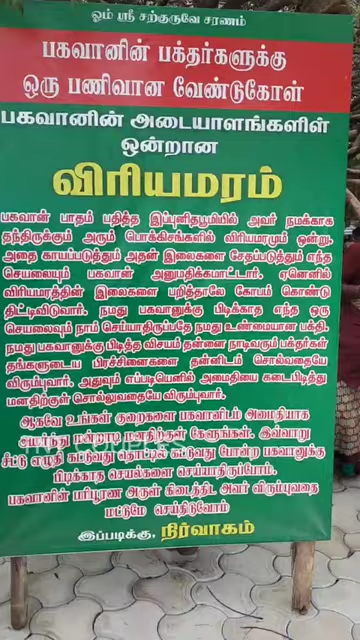 ஓம் ஸ்ரீ சற்குருவே சரணம்
பகவானின் பக்தர்களுக்கு
ஒரு பணிவான வேண்டுகோள்
பகவானின் அடையாளங்களிள்
ஒன்றான
விரியமரம்
பகவான் பாதம் பதித்த இப்புனிதபூமியில் அவர் நமக்காக
தந்திருக்கும் அரும் பொக்கிசங்களில் விரியமரமும் ஒன்று,
அதை காயப்படுத்தும் அதன் இலைகளை சேதப்படுத்தும் எந்த
செயலையும் பகவான் அனுமதிக்கமாட்டார். ஏனெனில்
விரியமரத்தின் இலைகளை பறித்தாலே கோபம் கொண்டு
திட்டிவிடுவார். நமது பகவானுக்கு பிடிக்காத எந்த ஒரு
செயலையும் நாம் செய்யாதிருப்பதே நமது உண்மையான பக்தி.
நமது பகவானுக்கு பிடித்த விசயம் தன்னை நாடிவரும் பக்தர்கள்
தங்களுடைய பிரச்சினைகளை தன்னிடம் சொல்வதையே
விரும்புவார். அதுவும் எப்படியெனில் அமைதியை கடைபிடித்து
மனதிற்குள் சொல்லுவதையே விரும்புவார்.
ஆகவே உங்கள் குறைகளை பகவானிடம் அமைதியாக
அமர்ந்து மன்றாடி மனதிற்குள் கேளுங்கள். இவ்வாறு
சீட்டு எழுதி கட்டுவது தொட்டில் கட்டுவது போன்ற பகவானுக்கு
பிடிக்காத செயல்களை செய்யாதிருப்போம்.
பகவானின் பரிபூரண அருள் கிடைத்திட அவர் விரும்புவதை
மட்டுமே செய்திடுவோம்
இப்படிக்கு, நிர்வாகம்